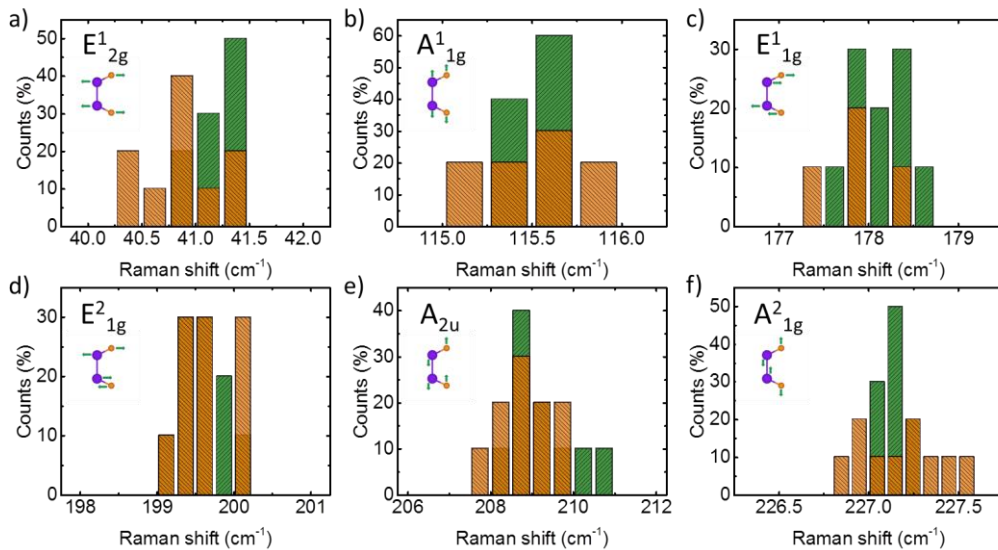 a)
E¹₂g
Counts (%)
50
40
30
20
10
0
40.0 40.5 41.0 41.5 42.0
Raman shift (cm⁻¹)
b)
A¹₁g
Counts (%)
60
50
40
30
20
10
0
115.0 115.5 116.0
Raman shift (cm⁻¹)
c)
E¹₁g
Counts (%)
30
20
10
0
177 178 179
Raman shift (cm⁻¹)
d)
E²₁g
Counts (%)
30
20
10
0
198 199 200 201
Raman shift (cm⁻¹)
e)
A₂u
Counts (%)
40
30
20
10
0
206 208 210 212
Raman shift (cm⁻¹)
f)
A²₁g
Counts (%)
50
40
30
20
10
0
226.5 227.0 227.5
Raman shift (cm⁻¹)